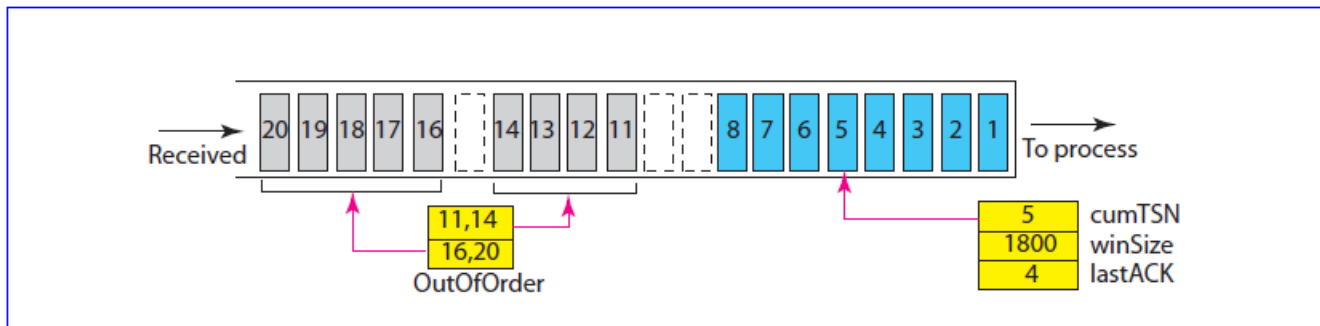 20 19 18 17 16 14 13 12 11 8 7 6 5 4 3 2 1
Received
To process
11,14
16,20
OutOfOrder
5 cumTSN
1800 winSize
4 lastACK